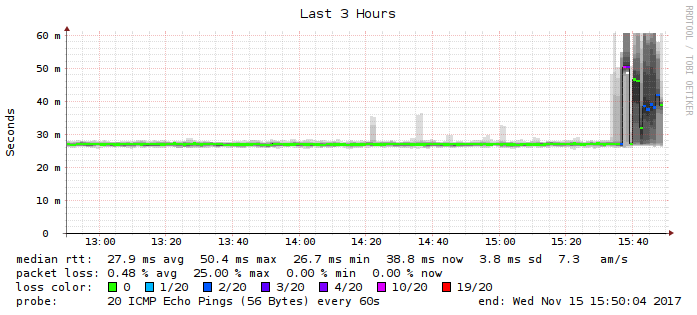 Last 3 Hours
RRDTOOL / TOBI OETIKER
Seconds
60 m
50 m
40 m
30 m
20 m
10 m
0
13:00 13:20 13:40 14:00 14:20 14:40 15:00 15:20 15:40
median rtt: 27.9 ms avg 50.4 ms max 26.7 ms min 38.8 ms now 3.8 ms sd 7.3 am/s
packet loss: 0.48 % avg 25.00 % max 0.00 % min 0.00 % now
loss color: 0 1/20 2/20 3/20 4/20 10/20 19/20
probe: 20 ICMP Echo Pings (56 Bytes) every 60s end: Wed Nov 15 15:50:04 2017